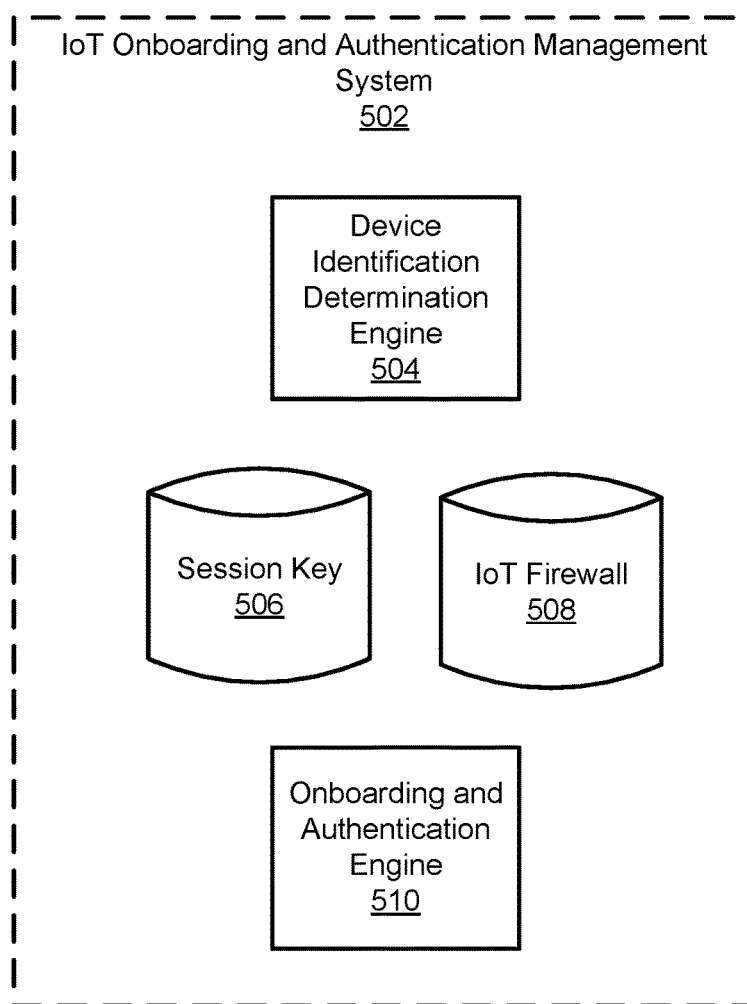 IoT Onboarding and Authentication Management
System
502
Device
Identification
Determination
Engine
504
Session Key
506
IoT Firewall
508
Onboarding and
Authentication
Engine
510